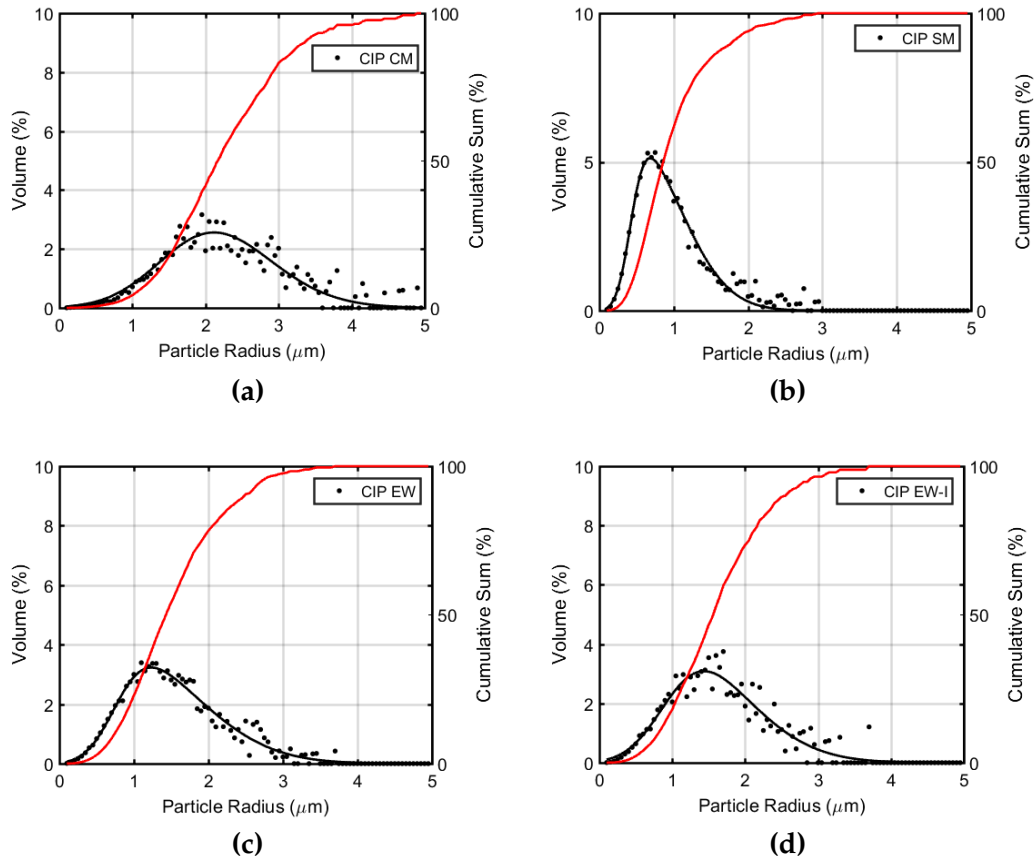 10
8
6
4
2
0
Volume (%)
CIP CM
100
50
0
Cumulative Sum (%)
0 1 2 3 4 5
Particle Radius (μm)
(a)
10
5
0
Volume (%)
CIP SM
100
50
0
Cumulative Sum (%)
0 1 2 3 4 5
Particle Radius (μm)
(b)
10
8
6
4
2
0
Volume (%)
CIP EW
100
50
0
Cumulative Sum (%)
0 1 2 3 4 5
Particle Radius (μm)
(c)
10
8
6
4
2
0
Volume (%)
CIP EW-I
100
50
0
Cumulative Sum (%)
0 1 2 3 4 5
Particle Radius (μm)
(d)